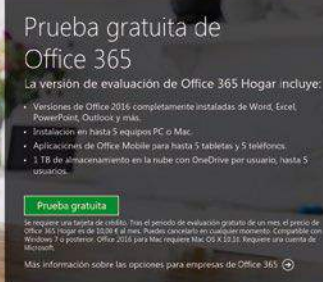 Prueba gratuita de
Office 365
La versión de evaluación de Office 365 Hogar incluye:
• Versiones de Office 2016 completamente instaladas de Word, Excel,
PowerPoint, Outlook y más.
• Instalación en hasta 5 equipos PC o Mac.
• Aplicaciones de Office Mobile para hasta 5 tabletas y 5 teléfonos.
• 1 TB de almacenamiento en la nube con OneDrive por usuario, hasta 5
usuarios.
Prueba gratuita
Se requiere una tarjeta de crédito. Tras el periodo de evaluación gratuito de un mes, el precio de
Office 365 Hogar es de 10,00 € al mes. Puedes cancelarlo en cualquier momento. Compatible con
Windows 7 o posterior. Office 2016 para Mac requiere Mac OS X 10.10. Requiere una cuenta de
Microsoft.
Más información sobre las opciones para empresas de Office 365